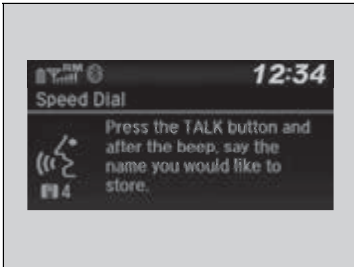 12:34
Speed Dial
Press the TALK button and
after the beep, say the
name you would like to
store.
4